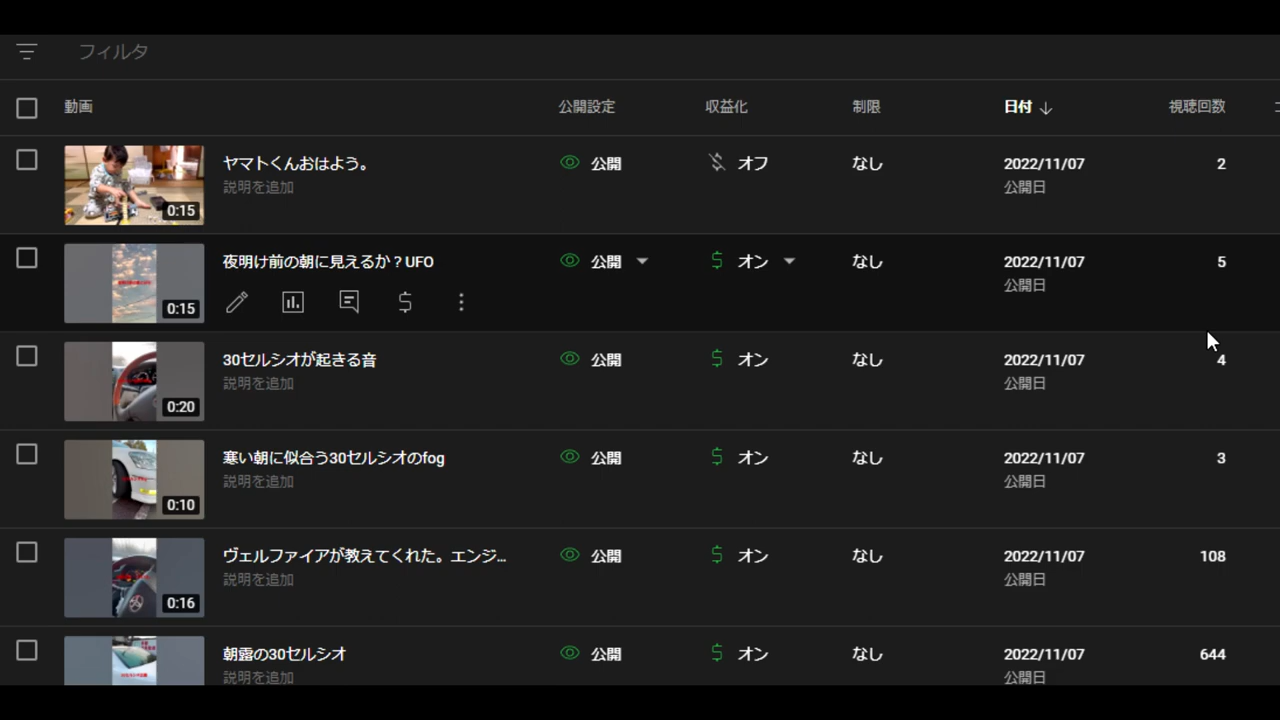 フィルタ
動画 公開設定 収益化 制限 日付 視聴回数
ヤマトくんおはよう。 公開 オフ なし 2022/11/07 2
説明を追加 公開日
0:15
夜明け前の朝に見えるか？UFO 公開 オン なし 2022/11/07 5
公開日
0:15
30セルシオが起きる音 公開 オン なし 2022/11/07 4
説明を追加 公開日
0:20
寒い朝に似合う30セルシオのfog 公開 オン なし 2022/11/07 3
説明を追加 公開日
0:10
ヴェルファイアが教えてくれた。エンジ... 公開 オン なし 2022/11/07 108
説明を追加 公開日
0:16
朝露の30セルシオ 公開 オン なし 2022/11/07 644
説明を追加 公開日